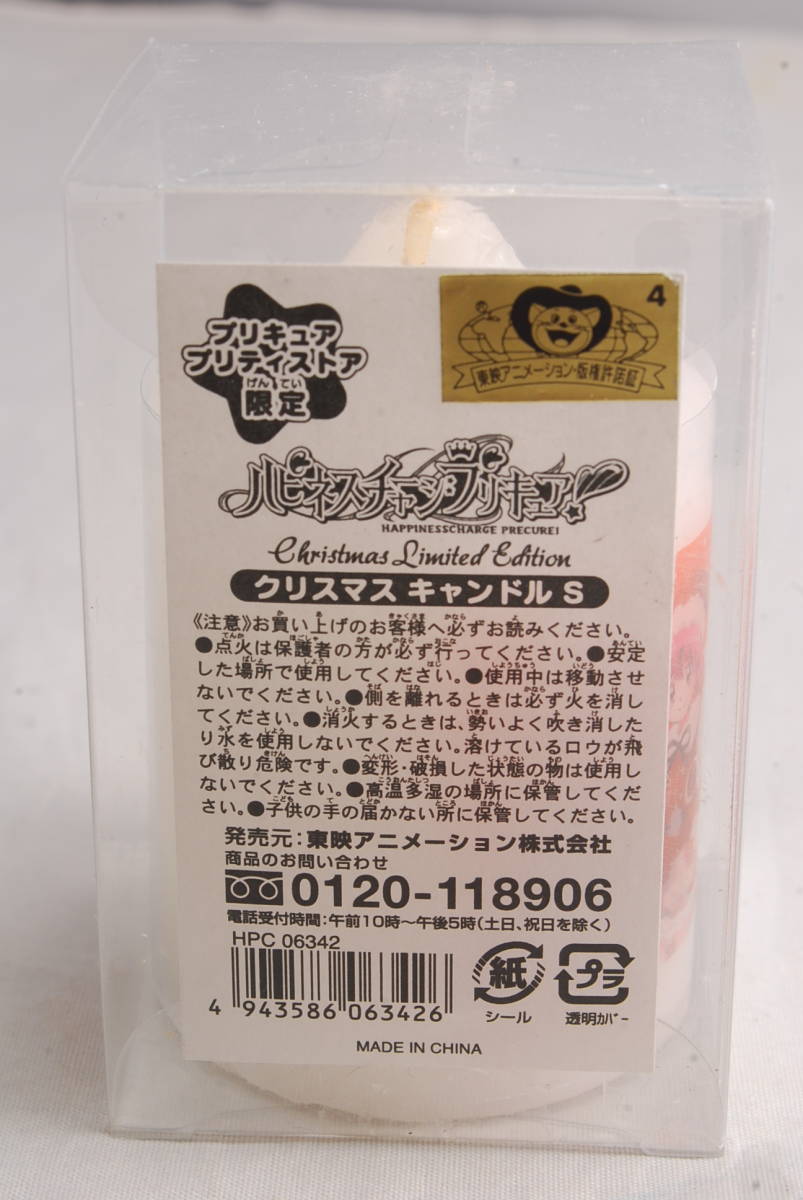 プリキュア
プリティストア
げんてい
限定
4
東映アニメーション・版権許諾証
ハピネスチャージプリキュア!
HAPPINESSCHARGE PRECURE!
Christmas Limited Edition
クリスマス キャンドル S
《注意》お買い上げのお客様へ必ずお読みください。
●点火は保護者の方が必ず行ってください。●安定
した場所で使用してください。●使用中は移動させ
ないでください。●側を離れるときは必ず火を消し
てください。●消火するときは、勢いよく吹き消した
り水を使用しないでください。溶けているロウが飛
び散り危険です。●変形・破損した状態の物は使用し
ないでください。●高温多湿の場所に保管してくだ
さい。●子供の手の届かない所に保管してください。
発売元：東映アニメーション株式会社
商品のお問い合わせ
0120-118906
電話受付時間：午前10時～午後5時（土日、祝日を除く）
HPC 06342
4 943586 063426
紙
シール
プラ
透明カバー
MADE IN CHINA